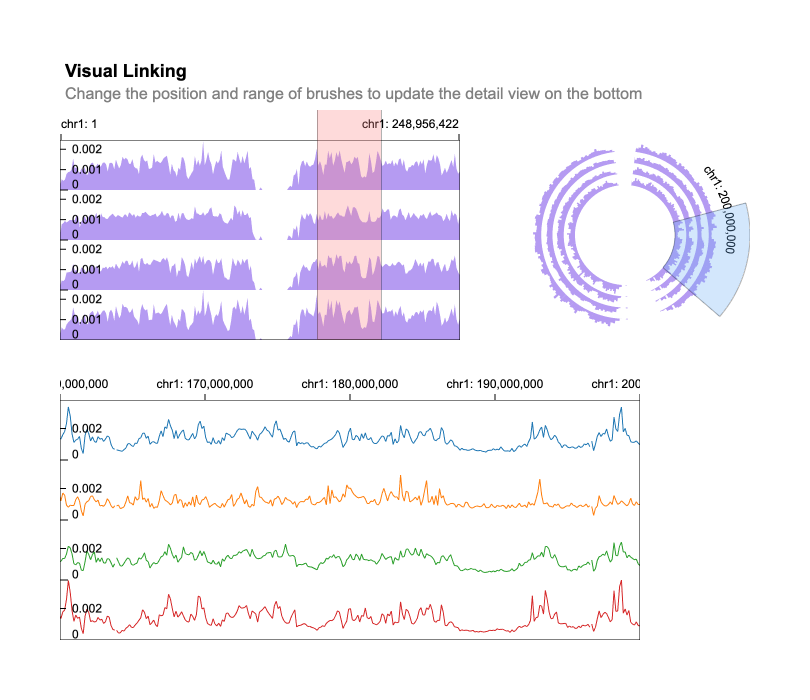 Visual Linking
Change the position and range of brushes to update the detail view on the bottom
chr1: 1
chr1: 248,956,422
0.002
0.001
0
0.002
0.001
0
0.002
0.001
0
0.002
0.001
0
chr1: 200,000,000
0,000,000
chr1: 170,000,000
chr1: 180,000,000
chr1: 190,000,000
chr1: 200
0.002
0
0.002
0
0.002
0
0.002
0